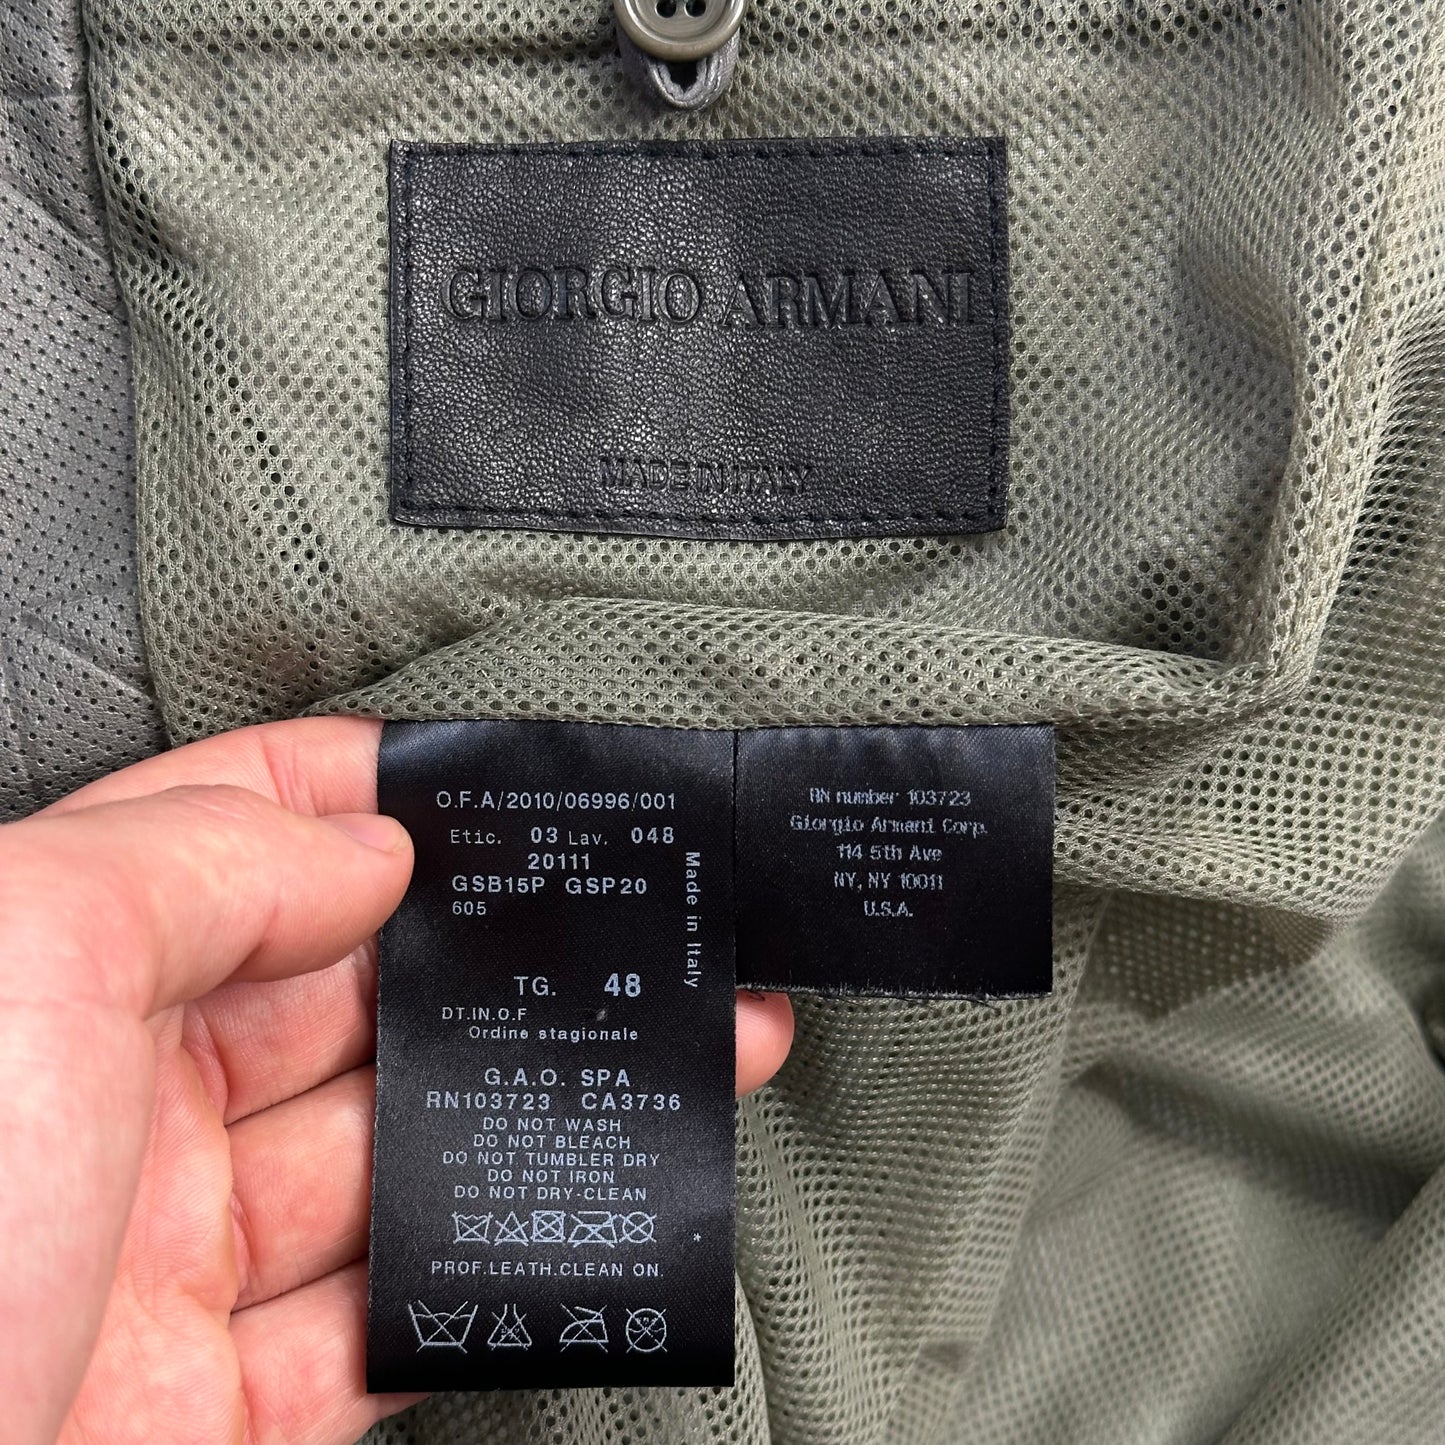 GIORGIO ARMANI
MADE IN ITALY
O.F.A/2010/06996/001
Etic. 03 Lav. 048
20111
GSB15P GSP20
605
Made in Italy
TG. 48
DT.IN.O.F
Ordine stagionale
G.A.O. SPA
RN103723 CA3736
DO NOT WASH
DO NOT BLEACH
DO NOT TUMBLER DRY
DO NOT IRON
DO NOT DRY-CLEAN
*
PROF.LEATH.CLEAN ON.
RN number 103723
Giorgio Armani Corp.
114 5th Ave
NY, NY 10011
U.S.A.